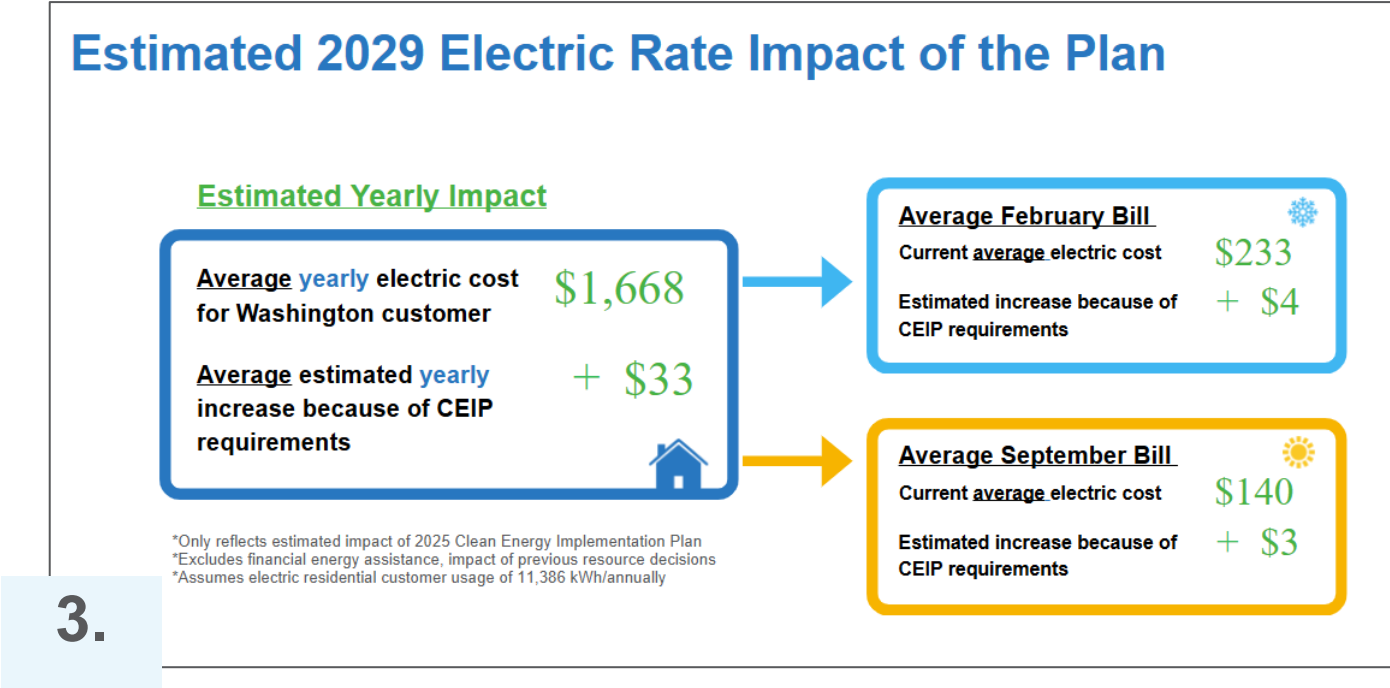 Estimated 2029 Electric Rate Impact of the Plan
Estimated Yearly Impact
Average yearly electric cost
for Washington customer
$1,668
Average estimated yearly
increase because of CEIP
requirements
+ $33
*Only reflects estimated impact of 2025 Clean Energy Implementation Plan
*Excludes financial energy assistance, impact of previous resource decisions
*Assumes electric residential customer usage of 11,386 kWh/annually
Average February Bill
Current average electric cost
$233
Estimated increase because of
CEIP requirements
+ $4
Average September Bill
Current average electric cost
$140
Estimated increase because of
CEIP requirements
+ $3
3.